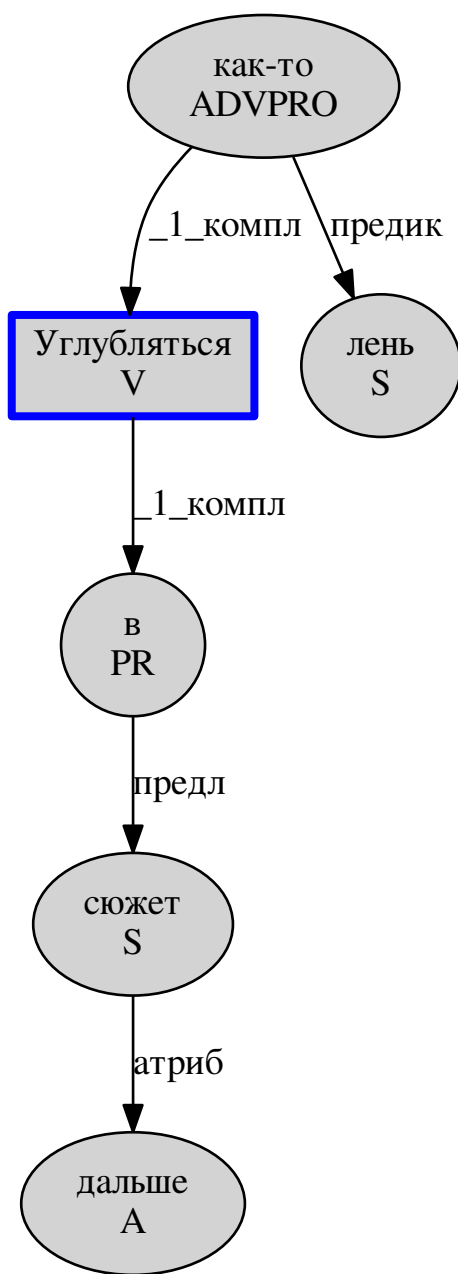 как-то
ADVPRO
_1_компл
предик
Углубляться
V
лень
S
_1_компл
в
PR
предл
сюжет
S
атриб
дальше
A